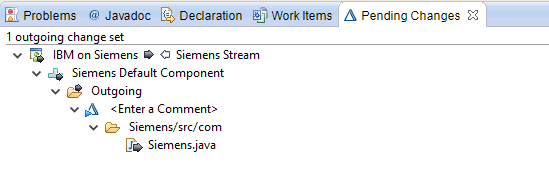 Problems @ Javadoc Declaration Work Items Pending Changes
1 outgoing change set
IBM on Siemens Siemens Stream
Siemens Default Component
Outgoing
<Enter a Comment>
Siemens/src/com
Siemens.java